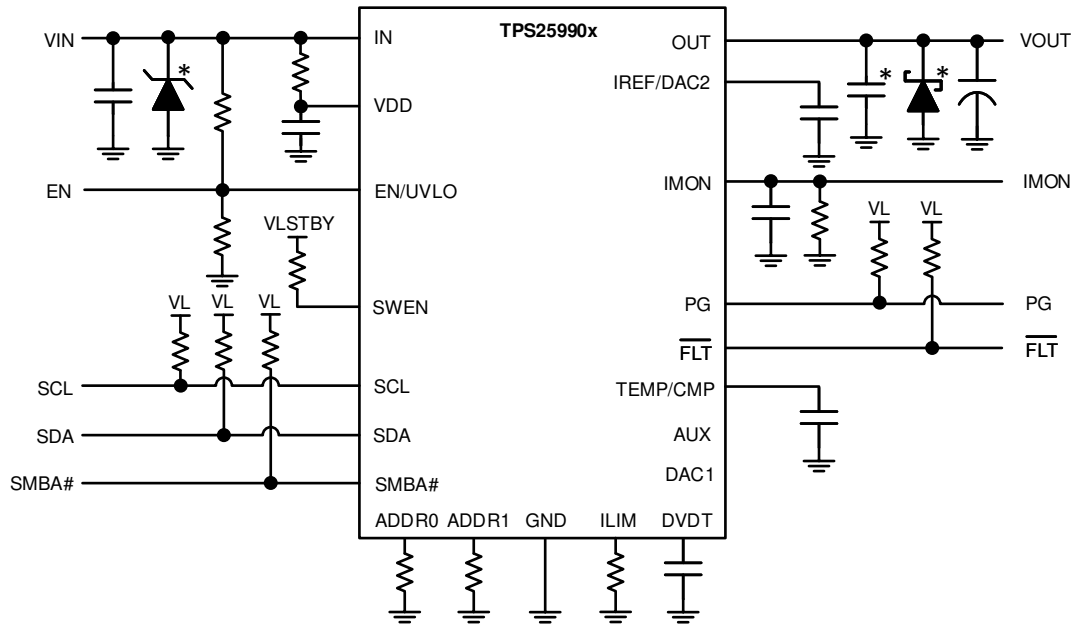 TPS25990x
VIN
IN
OUT
VOUT
*
*
*
IREF/DAC2
VDD
EN
EN/UVLO
IMON
IMON
VLSTBY
VL
VL
SWEN
VL
VL
VL
PG
PG
FLT
FLT
SCL
SCL
TEMP/CMP
SDA
SDA
AUX
DAC1
SMBA#
SMBA#
ADDR0
ADDR1
GND
ILIM
DVDT